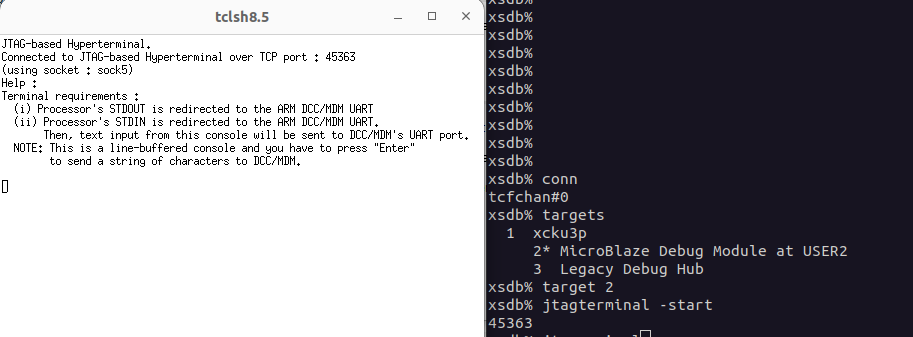 tclsh8.5
JTAG-based Hyperterminal.
Connected to JTAG-based Hyperterminal over TCP port : 45363
(using socket : sock5)
Help :
Terminal requirements :
(i) Processor's STDOUT is redirected to the ARM DCC/MDM UART
(ii) Processor's STDIN is redirected to the ARM DCC/MDM UART.
Then, text input from this console will be sent to DCC/MDM's UART port.
NOTE: This is a line-buffered console and you have to press "Enter"
to send a string of characters to DCC/MDM.
xsdb%
xsdb%
xsdb%
xsdb%
xsdb%
xsdb%
xsdb%
xsdb%
xsdb%
xsdb%
xsdb% conn
tcfchan#0
xsdb% targets
1 xcku3p
2* MicroBlaze Debug Module at USER2
3 Legacy Debug Hub
xsdb% target 2
xsdb% jtagterminal -start
45363